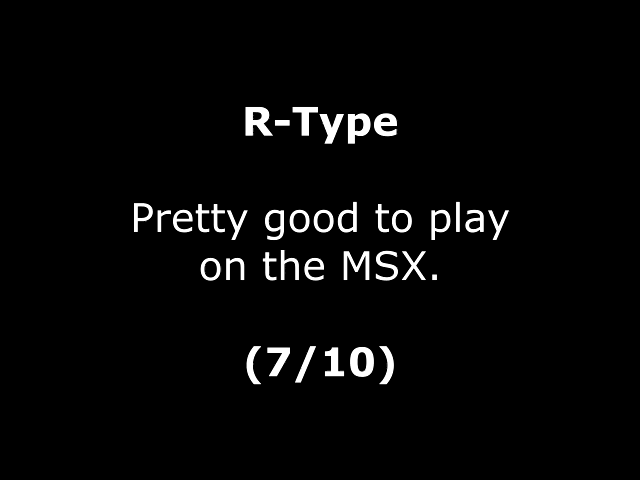 R-Type
Pretty good to play
on the MSX.
(7/10)